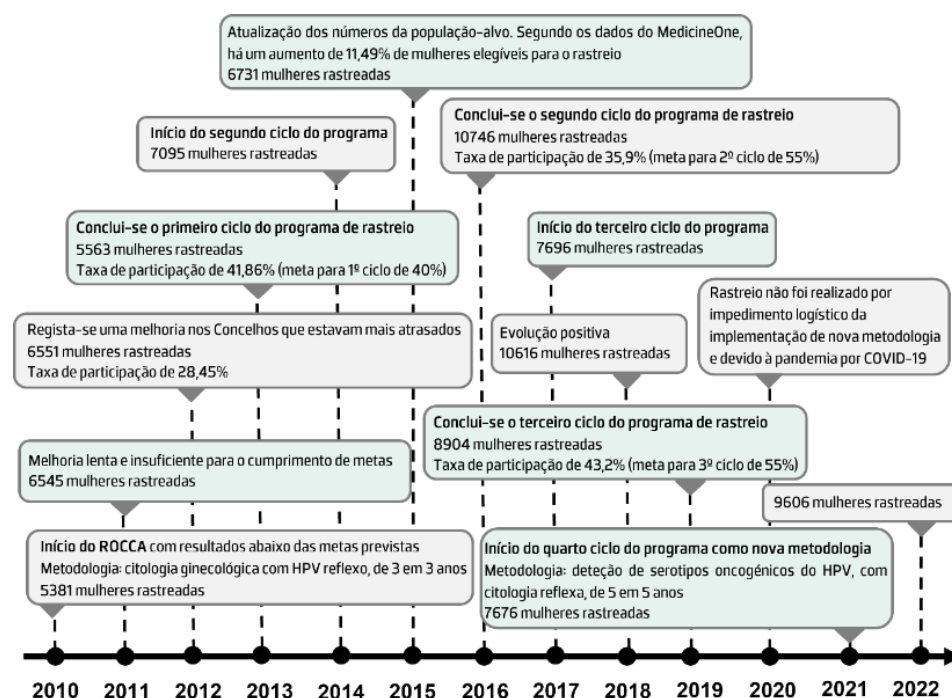 Atualização dos números da população-alvo. Segundo os dados do MedicineOne,
há um aumento de 11,49% de mulheres elegíveis para o rastreio
6731 mulheres rastreadas
Conclui-se o segundo ciclo do programa de rastreio
10746 mulheres rastreadas
Taxa de participação de 35,9% (meta para 2º ciclo de 55%)
Início do segundo ciclo do programa
7095 mulheres rastreadas
Conclui-se o primeiro ciclo do programa de rastreio
5563 mulheres rastreadas
Taxa de participação de 41,86% (meta para 1º ciclo de 40%)
Início do terceiro ciclo do programa
7696 mulheres rastreadas
Rastreio não foi realizado por
impedimento logístico da
implementação de nova metodologia
e devido à pandemia por COVID-19
Regista-se uma melhoria nos Concelhos que estavam mais atrasados
6551 mulheres rastreadas
Taxa de participação de 28,45%
Evolução positiva
10616 mulheres rastreadas
Conclui-se o terceiro ciclo do programa de rastreio
8904 mulheres rastreadas
Taxa de participação de 43,2% (meta para 3º ciclo de 55%)
Melhoria lenta e insuficiente para o cumprimento de metas
6545 mulheres rastreadas
9606 mulheres rastreadas
Início do ROCCA com resultados abaixo das metas previstas
Metodologia: citologia ginecológica com HPV reflexo, de 3 em 3 anos
5381 mulheres rastreadas
Início do quarto ciclo do programa como nova metodologia
Metodologia: deteção de serotipos oncogénicos do HPV, com
citologia reflexa, de 5 em 5 anos
7676 mulheres rastreadas
2010 2011 2012 2013 2014 2015 2016 2017 2018 2019 2020 2021 2022